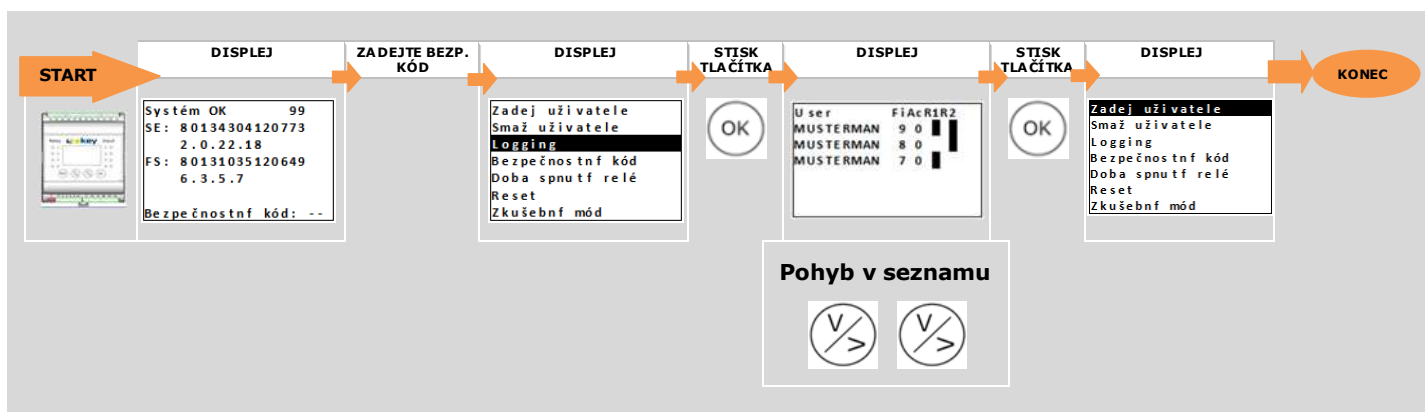 START
DISPLEJ
Systém OK 99
SE: 80134304120773
2.0.22.18
FS: 80131035120649
6.3.5.7
Bezpečnostnf kód: --
ZADEJTE BEZP.
KÓD
DISPLEJ
Zadej uživatele
Smaž uživatele
Logging
Bezpečnostnf kód
Doba spnutf relé
Reset
Zkušebnf mód
STISK
TLAČÍTKA
OK
DISPLEJ
User FiAcR1R2
MUSTERMAN 9 0
MUSTERMAN 8 0
MUSTERMAN 7 0
Pohyb v seznamu
V/>
V/>
STISK
TLAČÍTKA
OK
DISPLEJ
Zadej uživatele
Smaž uživatele
Logging
Bezpečnostnf kód
Doba spnutf relé
Reset
Zkušebnf mód
KONEC